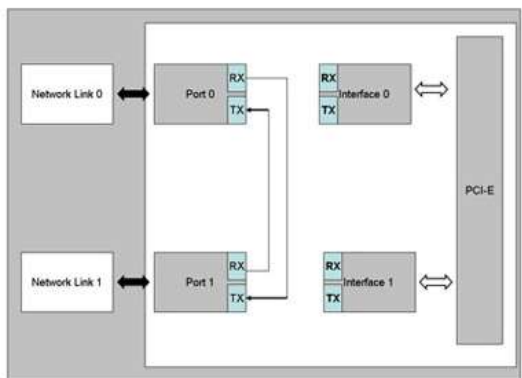 Network Link 0
Port 0
RX
TX
RX
TX
Interface 0
PCI-E
Network Link 1
Port 1
RX
TX
RX
TX
Interface 1